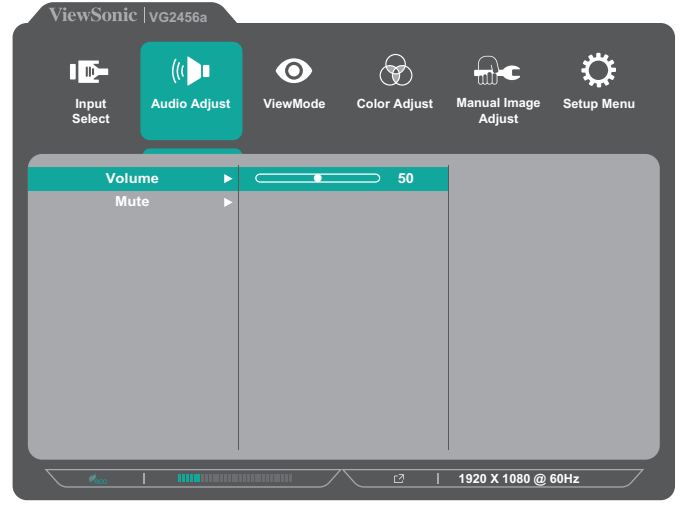 ViewSonic | VG2456a
Input Select
Audio Adjust
ViewMode
Color Adjust
Manual Image Adjust
Setup Menu
Volume 50
Mute
eco
1920 X 1080 @ 60Hz